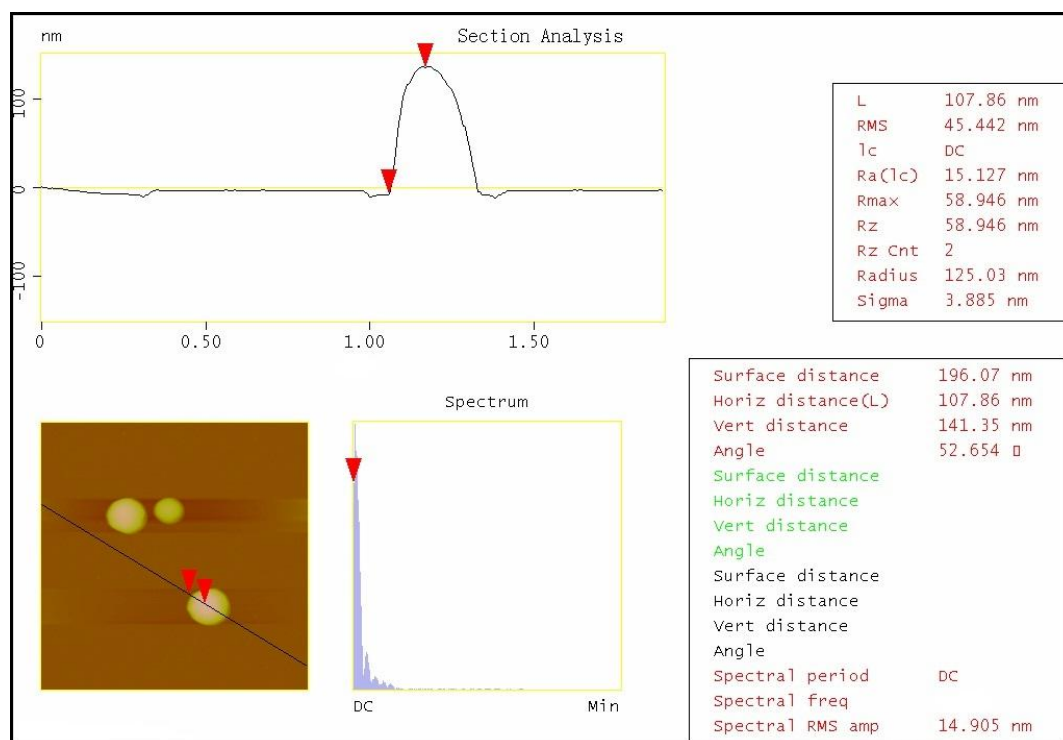 nm
Section Analysis
100
0
-100
0 0.50 1.00 1.50
L 107.86 nm
RMS 45.442 nm
lc DC
Ra(lc) 15.127 nm
Rmax 58.946 nm
Rz 58.946 nm
Rz Cnt 2
Radius 125.03 nm
Sigma 3.885 nm
Spectrum
DC Min
Surface distance 196.07 nm
Horiz distance(L) 107.86 nm
Vert distance 141.35 nm
Angle 52.654
Surface distance
Horiz distance
Vert distance
Angle
Surface distance
Horiz distance
Vert distance
Angle
Spectral period DC
Spectral freq
Spectral RMS amp 14.905 nm